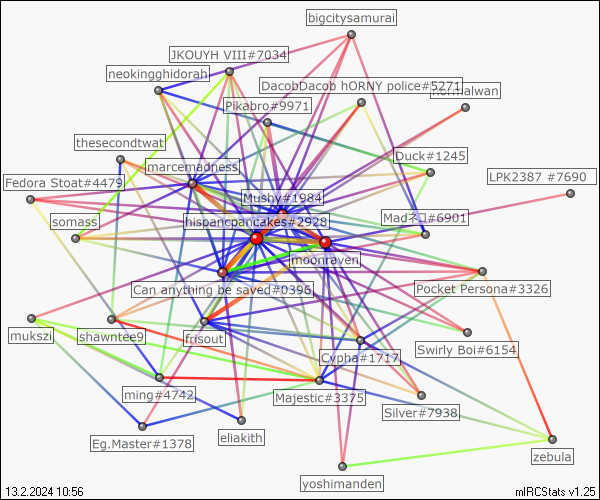 bigcitysamurai
JKOUYH VIII#7034
neokingghidorah
DacobDacob hORNY police#5271
normalwan
Pikabro#9971
thesecondtwat
Duck#1245
marcemadness
LPK2387 #7690
Fedora Stoat#4479
Mushy#1984
somass
hispancpancakes#2928
Madネロ#6901
moonraven
Can anything be saved#0396
Pocket Persona#3326
mukszi
shawntee9
frisout
Cypha#1717
Swirly Boi#6154
ming#4742
Majestic#3375
Silver#7938
Eg.Master#1378
eliakith
zebula
yoshimanden
13.2.2024 10:56
mIRCStats v1.25